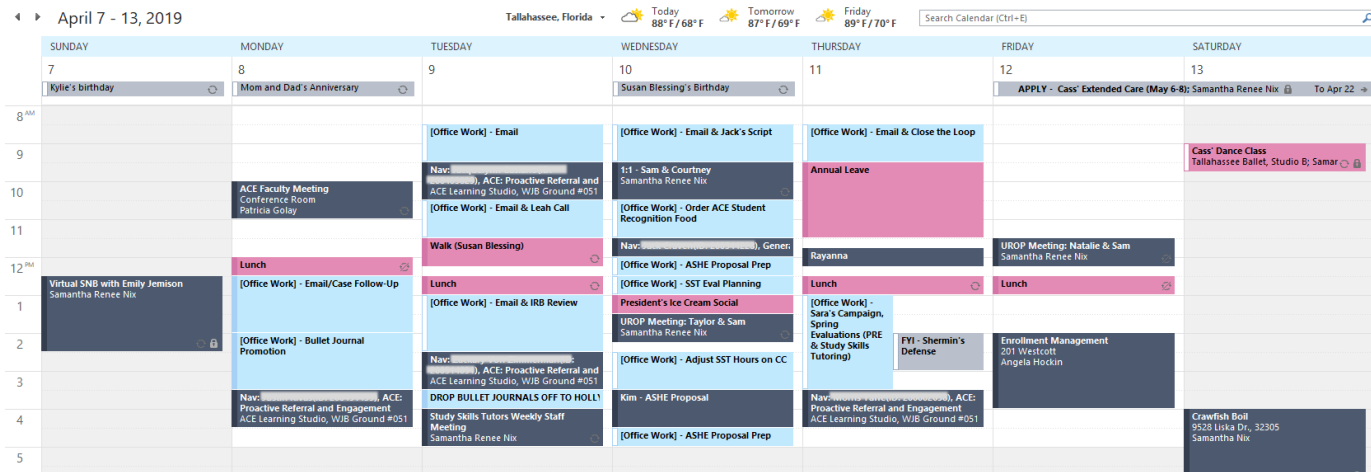 April 7 - 13, 2019
Tallahassee, Florida
Today
88° F / 68° F
Tomorrow
87° F / 69° F
Friday
89° F / 70° F
Search Calendar (Ctrl+E)
SUNDAY MONDAY TUESDAY WEDNESDAY THURSDAY FRIDAY SATURDAY
7 8 9 10 11 12 13
Kylie's birthday
Mom and Dad's Anniversary
Susan Blessing's Birthday
APPLY - Cass' Extended Care (May 6-8); Samantha Renee Nix To Apr 22
8 AM
9
10
11
12 PM
1
2
3
4
5
Virtual SNB with Emily Jemison
Samantha Renee Nix
ACE Faculty Meeting
Conference Room
Patricia Golay
Lunch
[Office Work] - Email/Case Follow-Up
[Office Work] - Bullet Journal
Promotion
Nav: ACE:
Proactive Referral and Engagement
ACE Learning Studio, WJB Ground #051
[Office Work] - Email
Nav:
), ACE: Proactive Referral and
ACE Learning Studio, WJB Ground #051
[Office Work] - Email & Leah Call
Walk (Susan Blessing)
Lunch
[Office Work] - Email & IRB Review
Nav:
), ACE: Proactive Referral and
ACE Learning Studio, WJB Ground #051
DROP BULLET JOURNALS OFF TO HOLLY
Study Skills Tutors Weekly Staff
Meeting
Samantha Renee Nix
[Office Work] - Email & Jack's Script
1:1 - Sam & Courtney
Samantha Renee Nix
[Office Work] - Order ACE Student
Recognition Food
Nav: ), Genera
[Office Work] - ASHE Proposal Prep
[Office Work] - SST Eval Planning
President's Ice Cream Social
UROP Meeting: Taylor & Sam
Samantha Renee Nix
[Office Work] - Adjust SST Hours on CC
Kim - ASHE Proposal
[Office Work] - ASHE Proposal Prep
[Office Work] - Email & Close the Loop
Annual Leave
Rayanna
Lunch
[Office Work] -
Sara's Campaign,
Spring
Evaluations (PRE
& Study Skills
Tutoring)
FYI - Shermin's
Defense
Nav: ), ACE:
Proactive Referral and Engagement
ACE Learning Studio, WJB Ground #051
UROP Meeting: Natalie & Sam
Samantha Renee Nix
Lunch
Enrollment Management
201 Westcott
Angela Hockin
Cass' Dance Class
Tallahassee Ballet, Studio B; Samar
Crawfish Boil
9528 Liska Dr., 32305
Samantha Nix